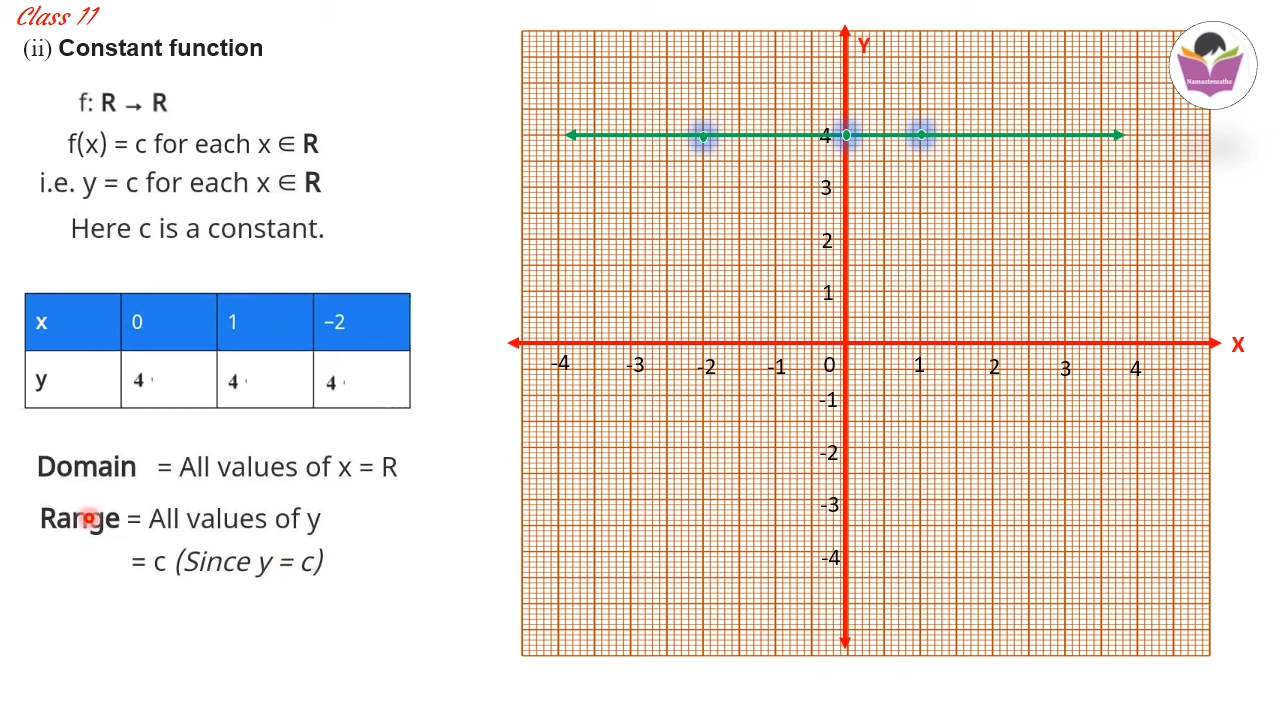 Class 11
(ii) Constant function
f: R → R
f(x) = c for each x ∈ R
i.e. y = c for each x ∈ R
Here c is a constant.
x 0 1 −2
y 4 4 4
Domain = All values of x = R
Range = All values of y
= c (Since y = c)
Y
Namastemaths
4
3
2
1
X
-4 -3 -2 -1 0 1 2 3 4
-1
-2
-3
-4